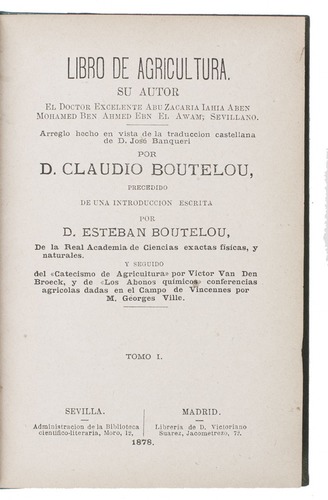 LIBRO DE AGRICULTURA.
SU AUTOR
EL DOCTOR EXCELENTE ABU ZACARIA IAHIA ABEN
MOHAMED BEN AHMED EBN EL AWAM; SEVILLANO.
Arreglo hecho en vista de la traduccion castellana
de D. José Banqueri
POR
D. CLAUDIO BOUTELOU,
PRECEDIDO
DE UNA INTRODUCCION ESCRITA
POR
D. ESTEBAN BOUTELOU,
De la Real Academia de Ciencias exactas físicas, y
naturales.
Y SEGUIDO
del «Catecismo de Agricultura» por Victor Van Den
Broeck, y de «Los Abonos químicos» conferencias
agricolas dadas en el Campo de Vincennes por
M. Georges Ville.
TOMO I.
SEVILLA.
Administracion de la Biblioteca
científico-literaria, Moro, 12,
MADRID.
Librería de D. Victoriano
Suarez, Jacometrezo, 72.
1878.